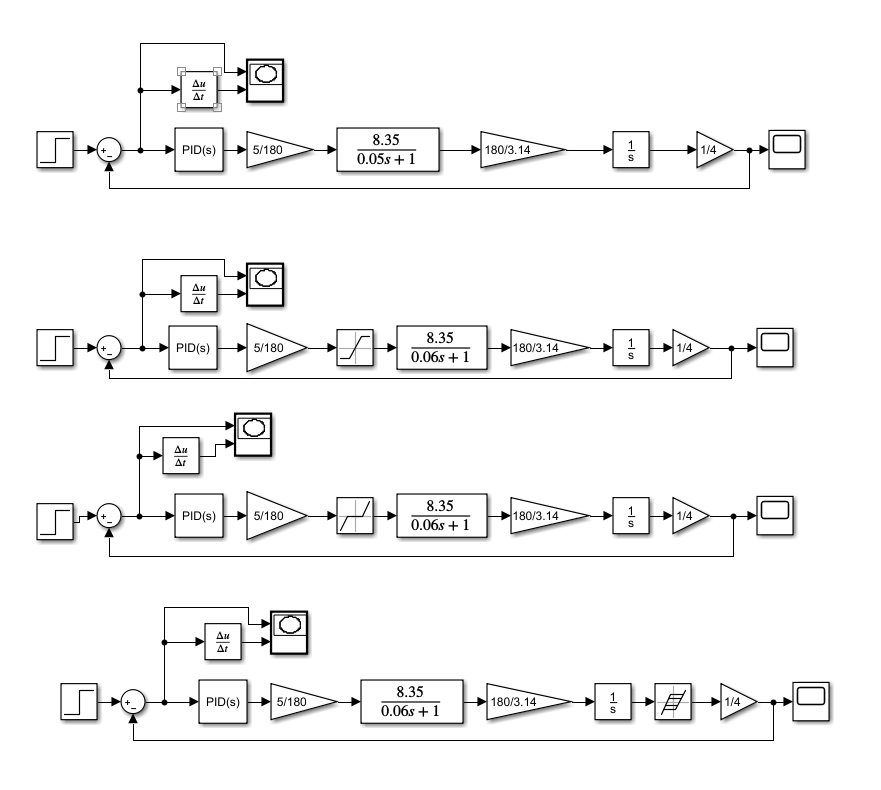 Δu
Δt
+
−
PID(s)
5/180
8.35
0.05s + 1
180/3.14
1
s
1/4
Δu
Δt
+
−
PID(s)
5/180
8.35
0.06s + 1
180/3.14
1
s
1/4
Δu
Δt
+
−
PID(s)
5/180
8.35
0.06s + 1
180/3.14
1
s
1/4
Δu
Δt
+
−
PID(s)
5/180
8.35
0.06s + 1
180/3.14
1
s
1/4